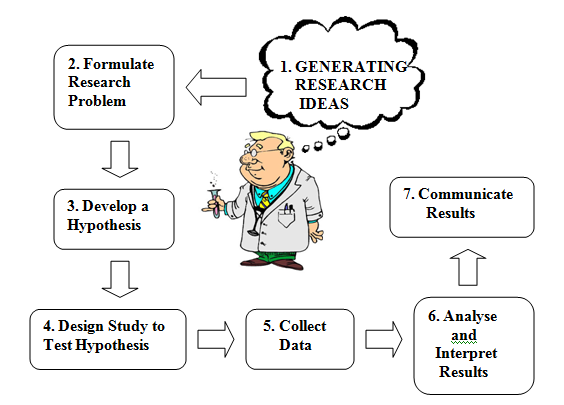 1. GENERATING
RESEARCH
IDEAS
2. Formulate
Research
Problem
3. Develop a
Hypothesis
4. Design Study to
Test Hypothesis
5. Collect
Data
6. Analyse
and
Interpret
Results
7. Communicate
Results